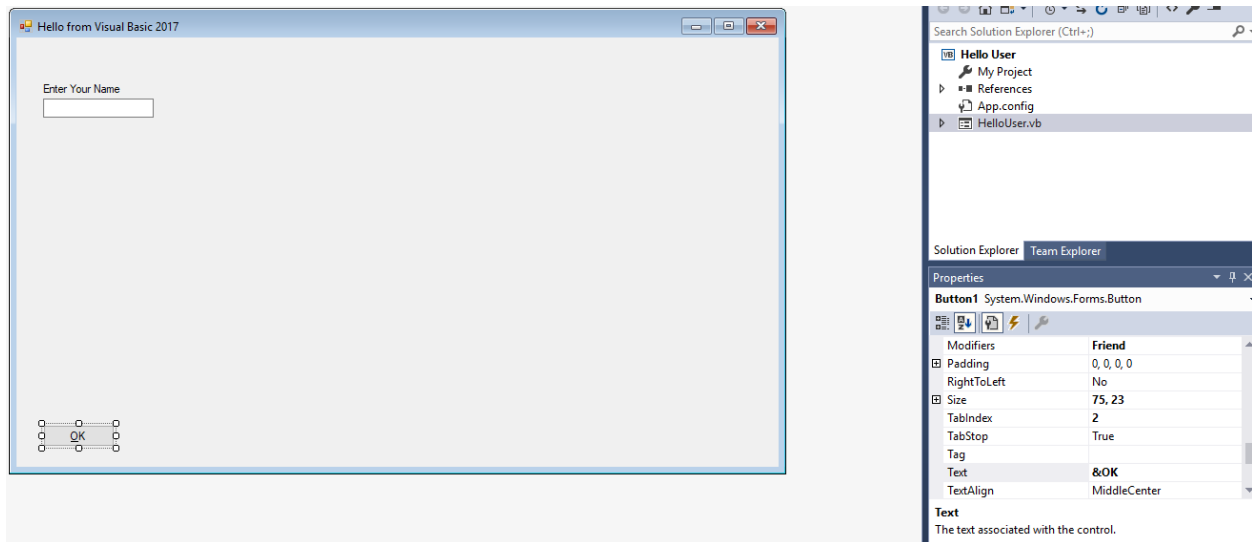 Hello from Visual Basic 2017
Enter Your Name
OK
Search Solution Explorer (Ctrl+;)
VB Hello User
My Project
References
App.config
HelloUser.vb
Solution Explorer Team Explorer
Properties
Button1 System.Windows.Forms.Button
Modifiers Friend
Padding 0, 0, 0, 0
RightToLeft No
Size 75, 23
TabIndex 2
TabStop True
Tag
Text &OK
TextAlign MiddleCenter
Text
The text associated with the control.